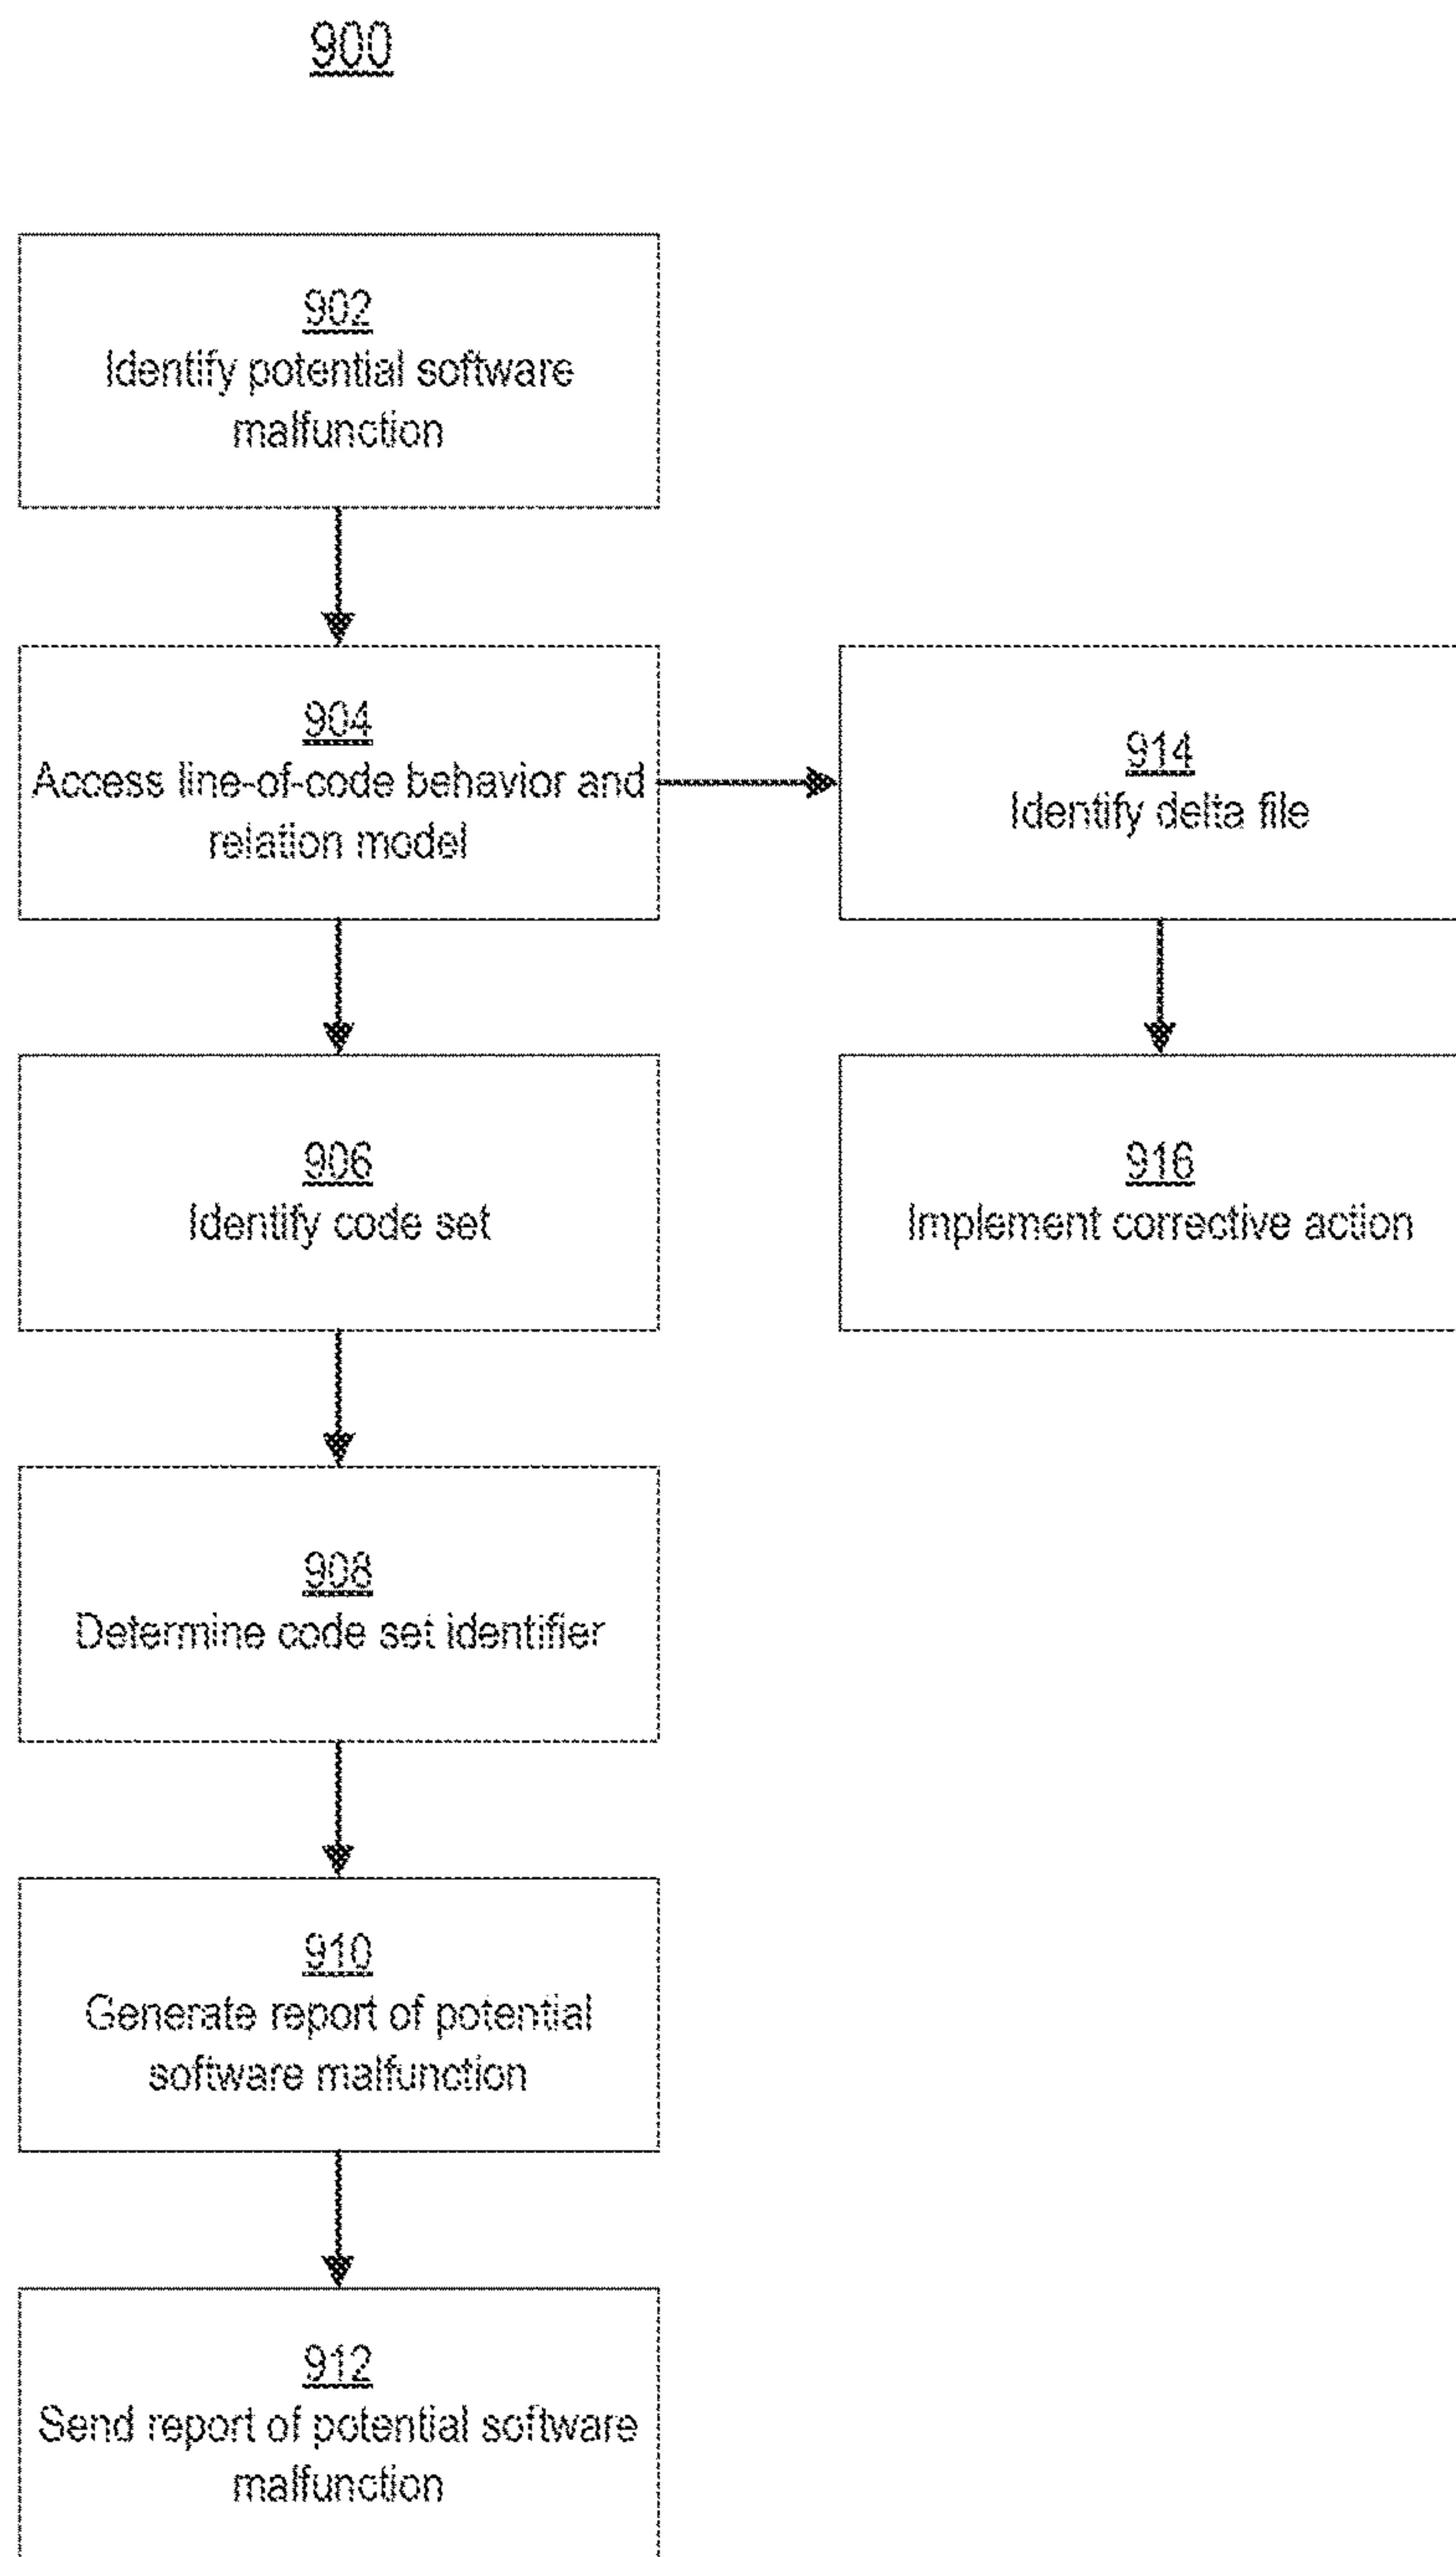 900
902
Identify potential software
malfunction
904
Access line-of-code behavior and
relation model
914
Identify delta file
906
Identify code set
916
Implement corrective action
908
Determine code set identifier
910
Generate report of potential
software malfunction
912
Send report of potential software
malfunction